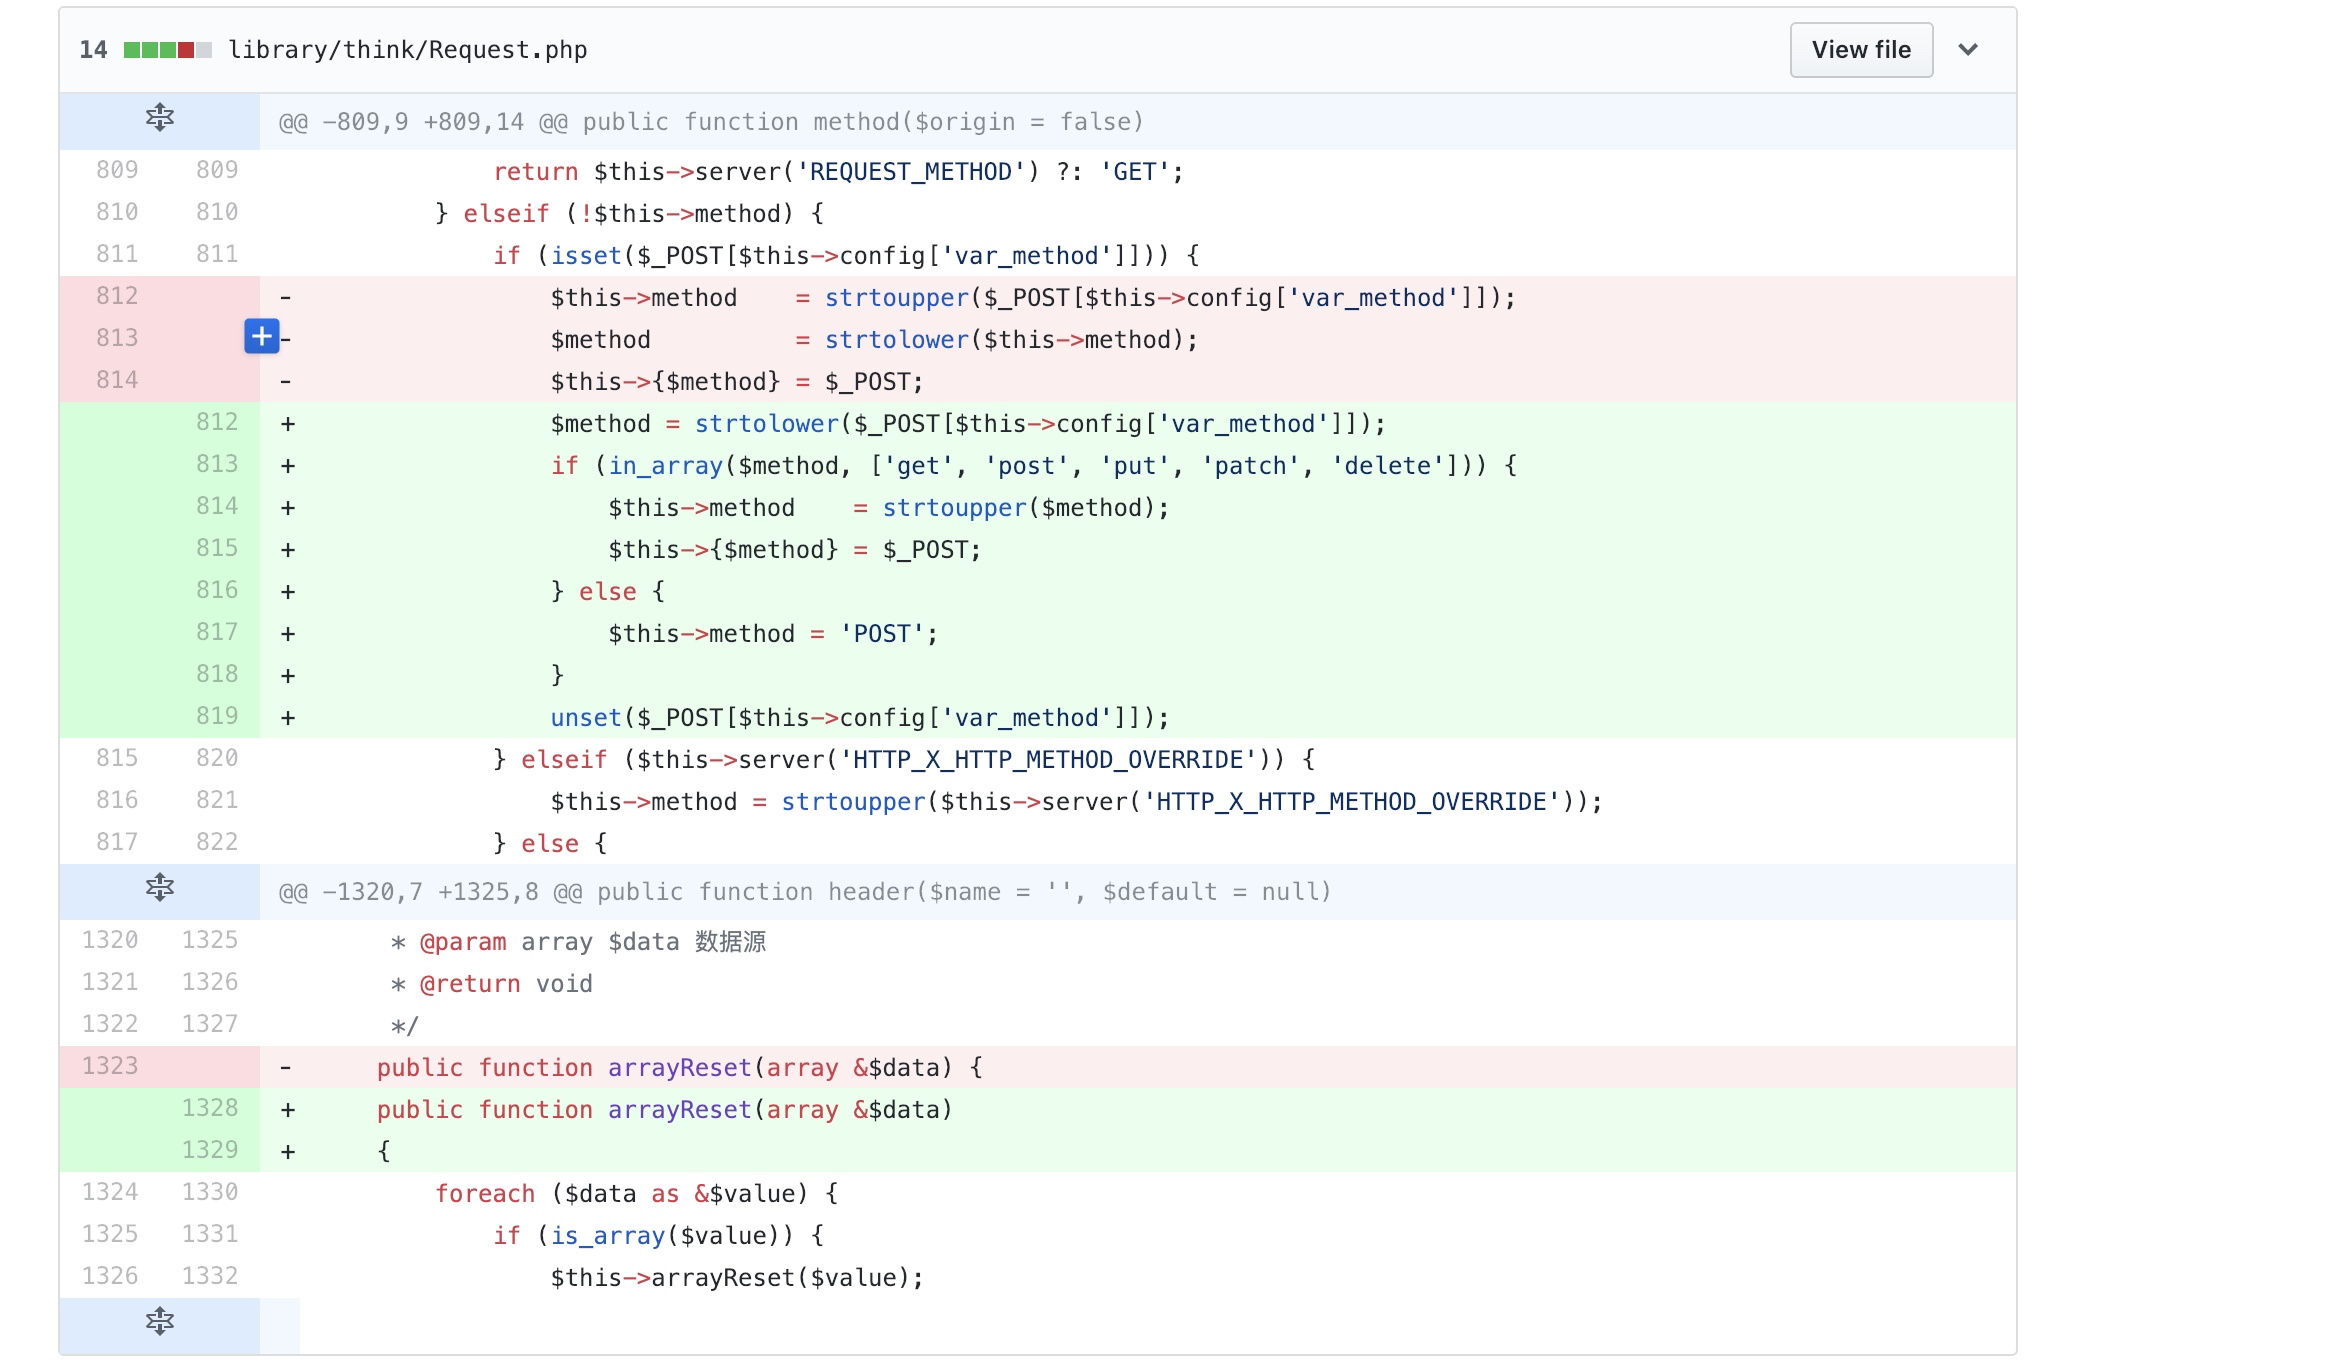 14 library/think/Request.php View file
@@ -809,9 +809,14 @@ public function method($origin = false)
809 809 return $this->server('REQUEST_METHOD') ?: 'GET';
810 810 } elseif (!$this->method) {
811 811 if (isset($_POST[$this->config['var_method']])) {
812 - $this->method    = strtoupper($_POST[$this->config['var_method']]);
813 - $method          = strtolower($this->method);
814 - $this->{$method} = $_POST;
812 + $method = strtolower($_POST[$this->config['var_method']]);
813 + if (in_array($method, ['get', 'post', 'put', 'patch', 'delete'])) {
814 + $this->method    = strtoupper($method);
815 + $this->{$method} = $_POST;
816 + } else {
817 + $this->method = 'POST';
818 + }
819 + unset($_POST[$this->config['var_method']]);
815 820 } elseif ($this->server('HTTP_X_HTTP_METHOD_OVERRIDE')) {
816 821 $this->method = strtoupper($this->server('HTTP_X_HTTP_METHOD_OVERRIDE'));
817 822 } else {
@@ -1320,7 +1325,8 @@ public function header($name = '', $default = null)
1320 1325 * @param array $data 数据源
1321 1326 * @return void
1322 1327 */
1323 - public function arrayReset(array &$data) {
1328 + public function arrayReset(array &$data)
1329 + {
1324 1330 foreach ($data as &$value) {
1325 1331 if (is_array($value)) {
1326 1332 $this->arrayReset($value);